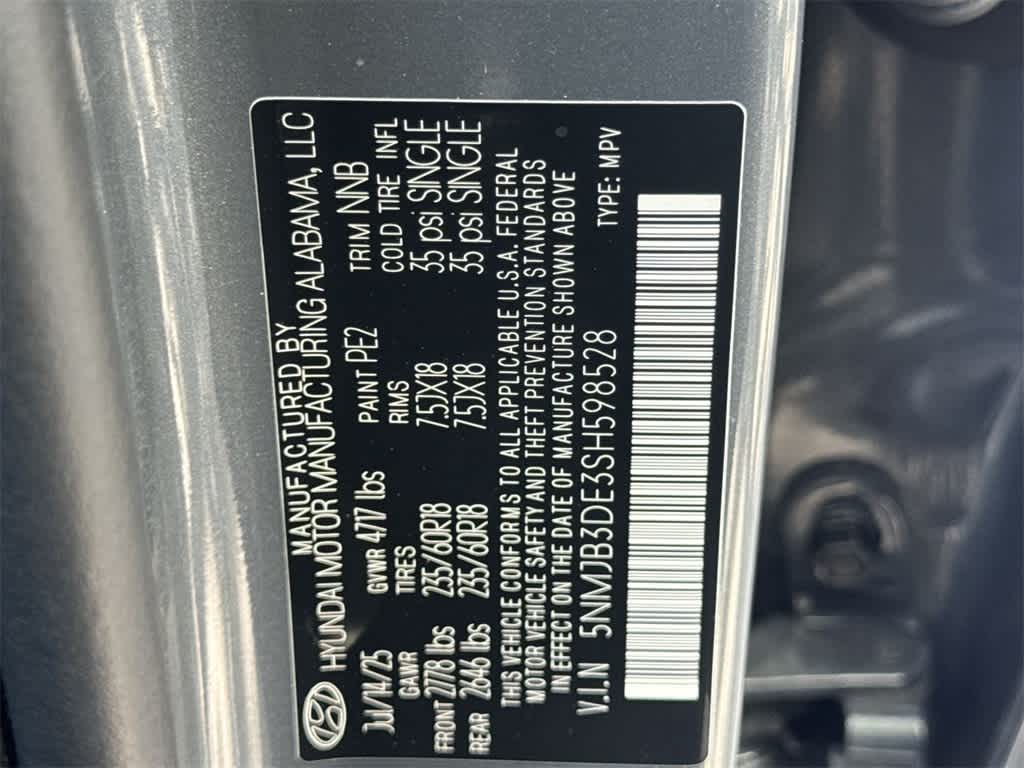 MANUFACTURED BY
HYUNDAI MOTOR MANUFACTURING ALABAMA, LLC
JUL/14/25 GVWR 4717 lbs PAINT PE2 TRIM NNB
GAWR TIRES RIMS COLD TIRE INFL
FRONT 2778 lbs 235/60R18 7.5JX18 35 psi SINGLE
REAR 2646 lbs 235/60R18 7.5JX18 35 psi SINGLE
THIS VEHICLE CONFORMS TO ALL APPLICABLE U.S.A. FEDERAL
MOTOR VEHICLE SAFETY AND THEFT PREVENTION STANDARDS
IN EFFECT ON THE DATE OF MANUFACTURE SHOWN ABOVE
V.I.N 5NMJB3DE3SH598528 TYPE: MPV